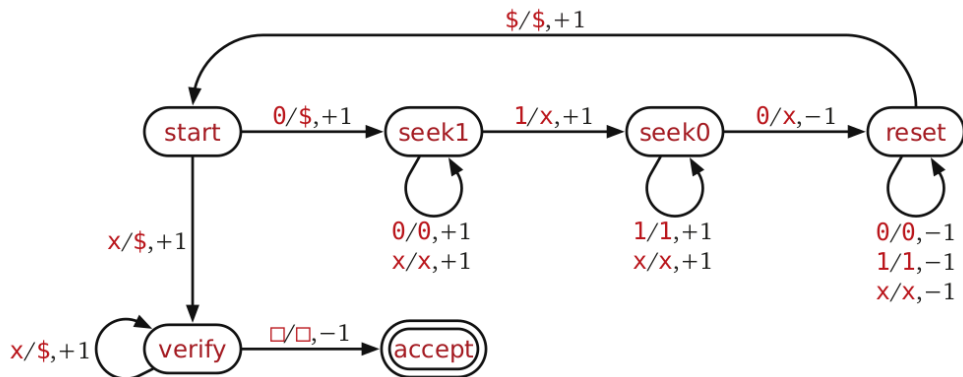 $/$,+1
start
0/$,+1
seek1
1/x,+1
seek0
0/x,−1
reset
0/0,+1
x/x,+1
1/1,+1
x/x,+1
0/0,−1
1/1,−1
x/x,−1
x/$,+1
x/$,+1
verify
□/□,−1
accept